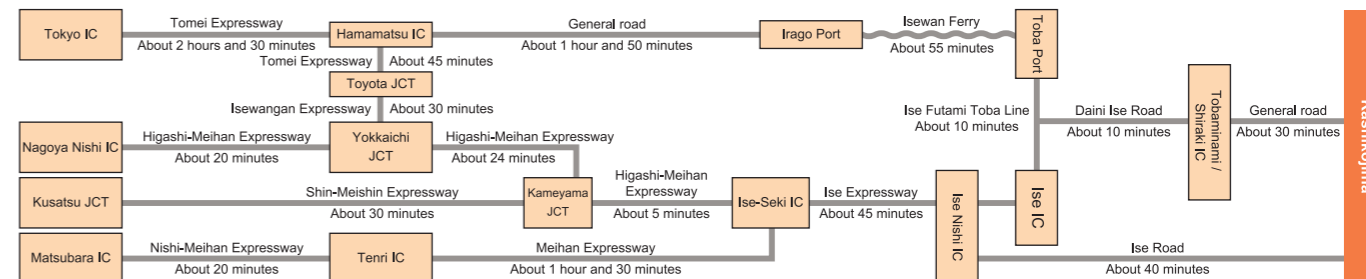 Tokyo IC
Tomei Expressway
About 2 hours and 30 minutes
Hamamatsu IC
General road
About 1 hour and 50 minutes
Irago Port
Isewan Ferry
About 55 minutes
Toba Port
Tomei Expressway
About 45 minutes
Toyota JCT
Isewangan Expressway
About 30 minutes
Nagoya Nishi IC
Higashi-Meihan Expressway
About 20 minutes
Yokkaichi
JCT
Higashi-Meihan Expressway
About 24 minutes
Ise Futami Toba Line
About 10 minutes
Daini Ise Road
About 10 minutes
Tobaminami /
Shiraki IC
General road
About 30 minutes
Kusatsu JCT
Shin-Meishin Expressway
About 30 minutes
Kameyama
JCT
Higashi-Meihan
Expressway
About 5 minutes
Ise-Seki IC
Ise Expressway
About 45 minutes
Ise Nishi IC
Ise IC
Matsubara IC
Nishi-Meihan Expressway
About 20 minutes
Tenri IC
Meihan Expressway
About 1 hour and 30 minutes
Ise Road
About 40 minutes